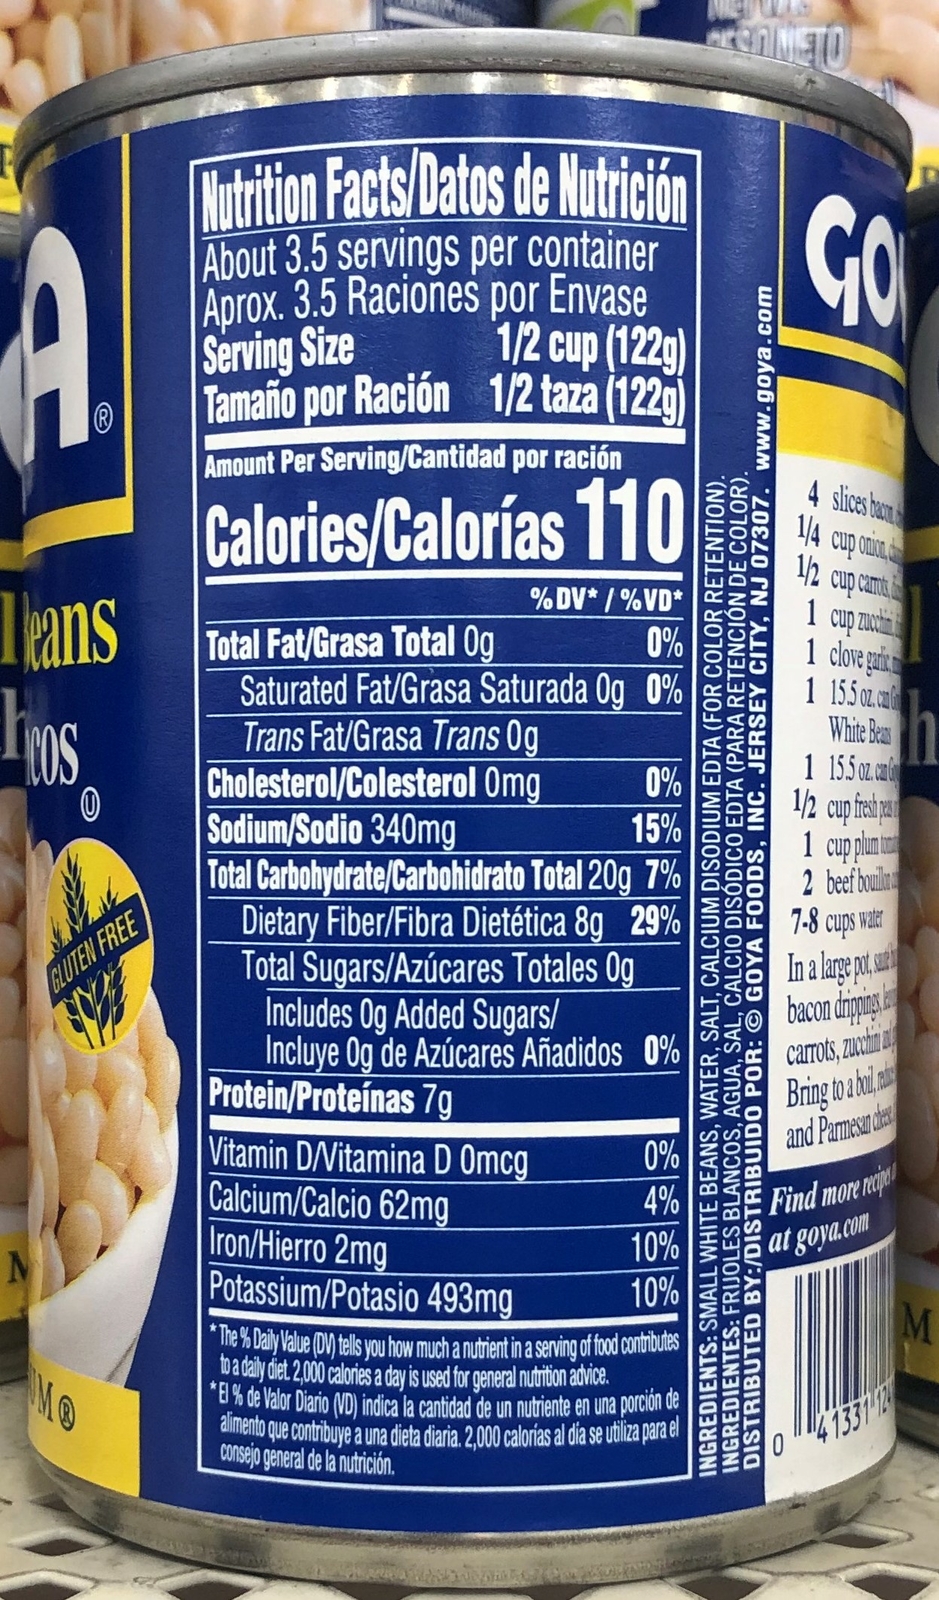 A®
Beans
GLUTEN FREE
Nutrition Facts/Datos de Nutrición
About 3.5 servings per container
Aprox. 3.5 Raciones por Envase
Serving Size 1/2 cup (122g)
Tamaño por Ración 1/2 taza (122g)
Amount Per Serving/Cantidad por ración
Calories/Calorías 110
% DV* / % VD*
Total Fat/Grasa Total 0g 0%
Saturated Fat/Grasa Saturada 0g 0%
Trans Fat/Grasa Trans 0g
Cholesterol/Colesterol 0mg 0%
Sodium/Sodio 340mg 15%
Total Carbohydrate/Carbohidrato Total 20g 7%
Dietary Fiber/Fibra Dietética 8g 29%
Total Sugars/Azúcares Totales 0g
Includes 0g Added Sugars/
Incluye 0g de Azúcares Añadidos 0%
Protein/Proteínas 7g
Vitamin D/Vitamina D 0mcg 0%
Calcium/Calcio 62mg 4%
Iron/Hierro 2mg 10%
Potassium/Potasio 493mg 10%
* The % Daily Value (DV) tells you how much a nutrient in a serving of food contributes
to a daily diet. 2,000 calories a day is used for general nutrition advice.
* El % de Valor Diario (VD) indica la cantidad de un nutriente en una porción de
alimento que contribuye a una dieta diaria. 2,000 calorías al día se utiliza para el
consejo general de la nutrición.
INGREDIENTS: SMALL WHITE BEANS, WATER, SALT, CALCIUM DISODIUM EDTA (FOR COLOR RETENTION).
INGREDIENTES: FRIJOLES BLANCOS, AGUA, SAL, CALCIO DISÓDICO EDTA (PARA RETENCIÓN DE COLOR).
DISTRIBUTED BY:/DISTRIBUIDO POR: © GOYA FOODS, INC. JERSEY CITY, NJ 07307. www.goya.com
GO
4 slices bacon,
1/4 cup onion,
1/2 cup carrots,
1 cup zucchini,
1 clove garlic,
1 15.5 oz. can
White Beans
1 15.5 oz. can
1/2 cup fresh peas
1 cup plum
2 beef bouillon
7-8 cups water
In a large pot, sauté
bacon drippings,
carrots, zucchini and
Bring to a boil,
and Parmesan cheese.
Find more recipes
at goya.com
0 41331